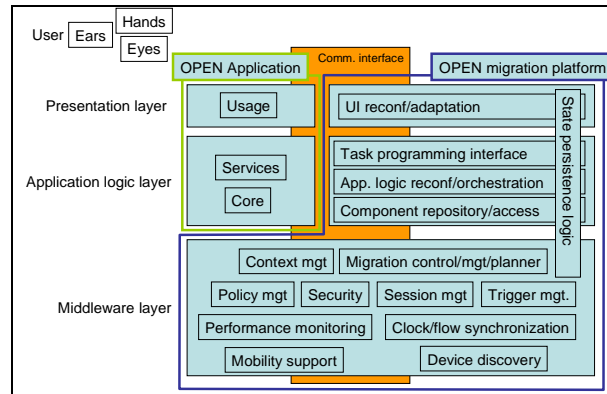 Hands
User
Ears
Eyes
Comm. interface
OPEN Application
OPEN migration platform
Presentation layer
Usage
UI reconf/adaptation
State persistence logic
Task programming interface
Application logic layer
Services
App. logic reconf/orchestration
Core
Component repository/access
Context mgt
Migration control/mgt/planner
Policy mgt
Security
Session mgt
Trigger mgt.
Middleware layer
Performance monitoring
Clock/flow synchronization
Mobility support
Device discovery